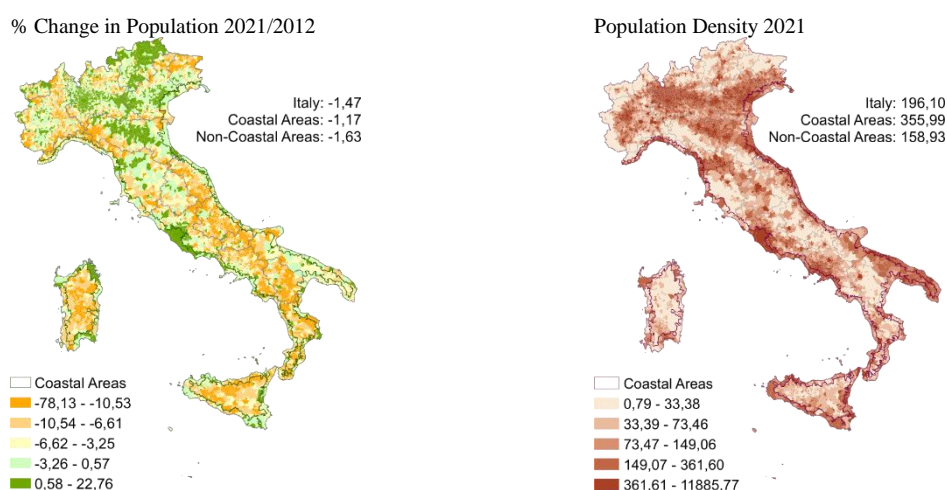 % Change in Population 2021/2012
Italy: -1,47
Coastal Areas: -1,17
Non-Coastal Areas: -1,63
Coastal Areas
-78,13 - -10,53
-10,54 - -6,61
-6,62 - -3,25
-3,26 - 0,57
0,58 - 22,76
Population Density 2021
Italy: 196,10
Coastal Areas: 355,99
Non-Coastal Areas: 158,93
Coastal Areas
0,79 - 33,38
33,39 - 73,46
73,47 - 149,06
149,07 - 361,60
361,61 - 11885,77